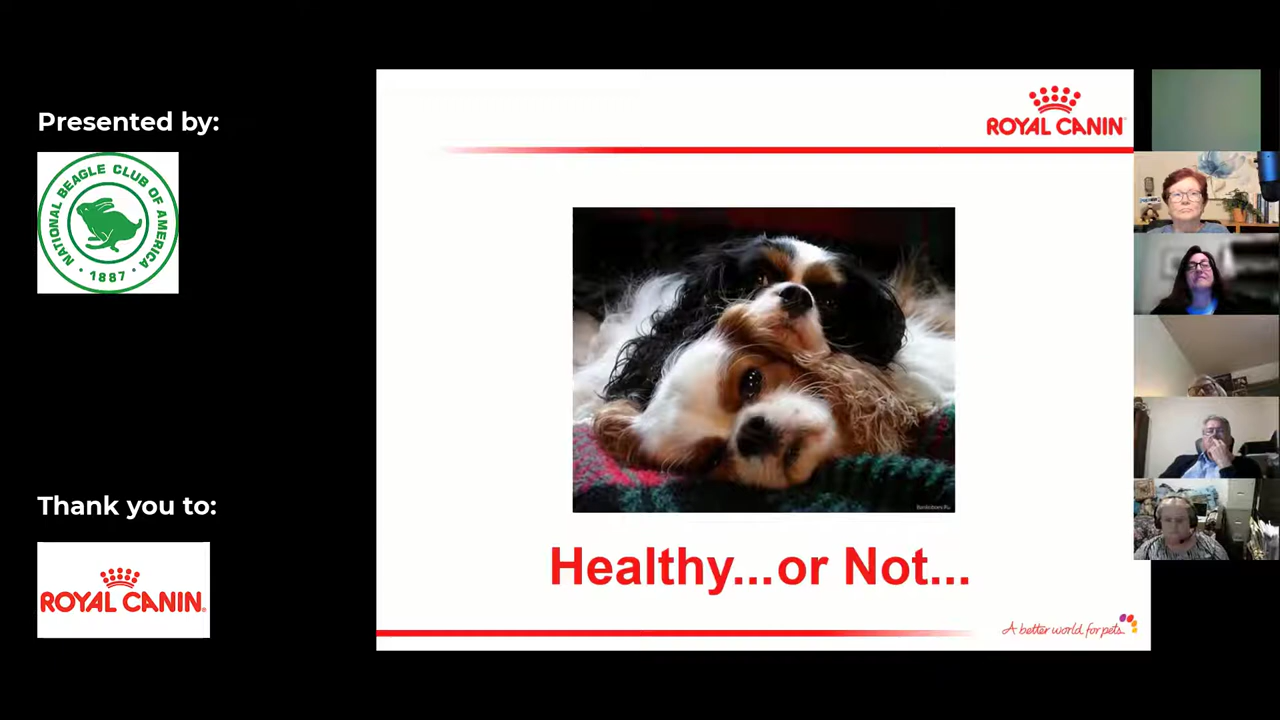 Presented by:
NATIONAL BEAGLE CLUB OF AMERICA
· 1887 ·
Thank you to:
ROYAL CANIN
ROYAL CANIN
Healthy...or Not...
A better world for pets